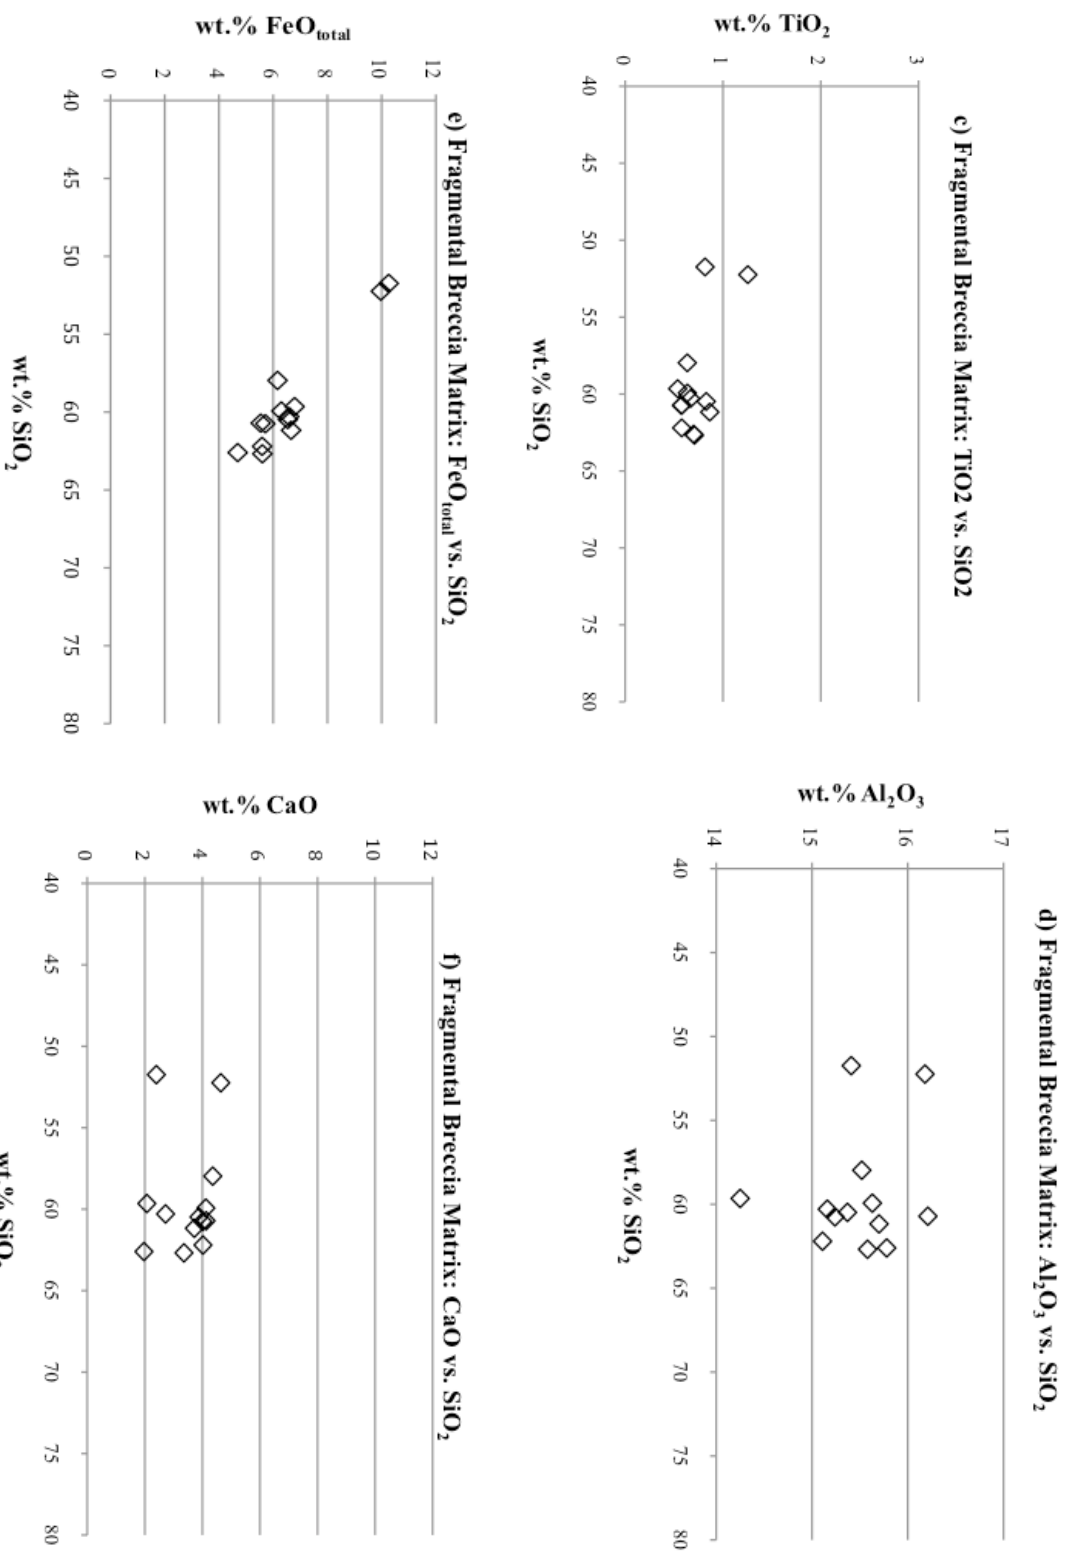 c) Fragmental Breccia Matrix: TiO2 vs. SiO2
wt.% TiO₂
3
2
1
0
40 45 50 55 60 65 70 75 80
wt.% SiO₂
d) Fragmental Breccia Matrix: Al₂O₃ vs. SiO₂
wt.% Al₂O₃
17
16
15
14
40 45 50 55 60 65 70 75 80
wt.% SiO₂
e) Fragmental Breccia Matrix: FeOtotal vs. SiO₂
wt.% FeOtotal
12
10
8
6
4
2
0
40 45 50 55 60 65 70 75 80
wt.% SiO₂
f) Fragmental Breccia Matrix: CaO vs. SiO₂
wt.% CaO
12
10
8
6
4
2
0
40 45 50 55 60 65 70 75 80
wt.% SiO₂